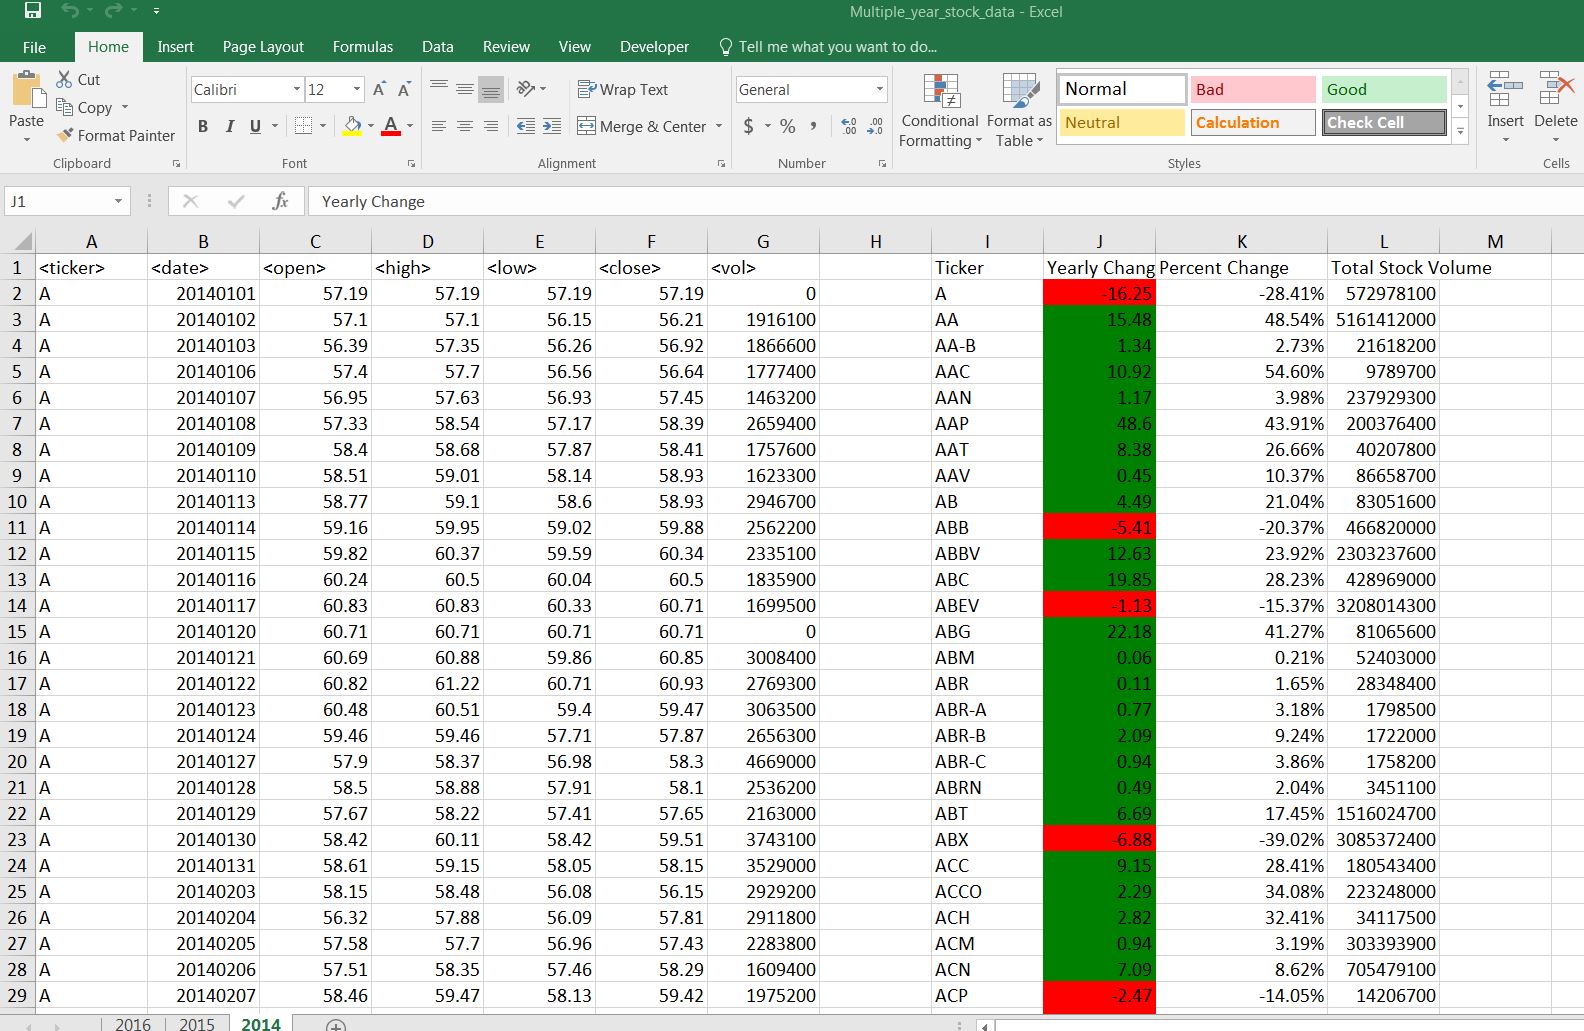 Multiple_year_stock_data - Excel
File Home Insert Page Layout Formulas Data Review View Developer Tell me what you want to do...
Cut
Copy
Format Painter
Paste
Clipboard
Calibri 12
B I U
Font
Wrap Text
Merge & Center
Alignment
General
$ % ,
Number
Conditional Formatting
Format as Table
Normal Bad Good
Neutral Calculation Check Cell
Styles
Insert Delete
Cells
J1 fx Yearly Change
A B C D E F G H I J K L M
1 <ticker> <date> <open> <high> <low> <close> <vol> Ticker Yearly Chang Percent Change Total Stock Volume
2 A 20140101 57.19 57.19 57.19 57.19 0 A -16.25 -28.41% 572978100
3 A 20140102 57.1 57.1 56.15 56.21 1916100 AA 15.48 48.54% 5161412000
4 A 20140103 56.39 57.35 56.26 56.92 1866600 AA-B 1.34 2.73% 21618200
5 A 20140106 57.4 57.7 56.56 56.64 1777400 AAC 10.92 54.60% 9789700
6 A 20140107 56.95 57.63 56.93 57.45 1463200 AAN 1.17 3.98% 237929300
7 A 20140108 57.33 58.54 57.17 58.39 2659400 AAP 48.6 43.91% 200376400
8 A 20140109 58.4 58.68 57.87 58.41 1757600 AAT 8.38 26.66% 40207800
9 A 20140110 58.51 59.01 58.14 58.93 1623300 AAV 0.45 10.37% 86658700
10 A 20140113 58.77 59.1 58.6 58.93 2946700 AB 4.49 21.04% 83051600
11 A 20140114 59.16 59.95 59.02 59.88 2562200 ABB -5.41 -20.37% 466820000
12 A 20140115 59.82 60.37 59.59 60.34 2335100 ABBV 12.63 23.92% 2303237600
13 A 20140116 60.24 60.5 60.04 60.5 1835900 ABC 19.85 28.23% 428969000
14 A 20140117 60.83 60.83 60.33 60.71 1699500 ABEV -1.13 -15.37% 3208014300
15 A 20140120 60.71 60.71 60.71 60.71 0 ABG 22.18 41.27% 81065600
16 A 20140121 60.69 60.88 59.86 60.85 3008400 ABM 0.06 0.21% 52403000
17 A 20140122 60.82 61.22 60.71 60.93 2769300 ABR 0.11 1.65% 28348400
18 A 20140123 60.48 60.51 59.4 59.47 3063500 ABR-A 0.77 3.18% 1798500
19 A 20140124 59.46 59.46 57.71 57.87 2656300 ABR-B 2.09 9.24% 1722000
20 A 20140127 57.9 58.37 56.98 58.3 4669000 ABR-C 0.94 3.86% 1758200
21 A 20140128 58.5 58.88 57.91 58.1 2536200 ABRN 0.49 2.04% 3451100
22 A 20140129 57.67 58.22 57.41 57.65 2163000 ABT 6.69 17.45% 1516024700
23 A 20140130 58.42 60.11 58.42 59.51 3743100 ABX -6.88 -39.02% 3085372400
24 A 20140131 58.61 59.15 58.05 58.15 3529000 ACC 9.15 28.41% 180543400
25 A 20140203 58.15 58.48 56.08 56.15 2929200 ACCO 2.29 34.08% 223248000
26 A 20140204 56.32 57.88 56.09 57.81 2911800 ACH 2.82 32.41% 34117500
27 A 20140205 57.58 57.7 56.96 57.43 2283800 ACM 0.94 3.19% 303393900
28 A 20140206 57.51 58.35 57.46 58.29 1609400 ACN 7.09 8.62% 705479100
29 A 20140207 58.46 59.47 58.13 59.42 1975200 ACP -2.47 -14.05% 14206700
2016 2015 2014